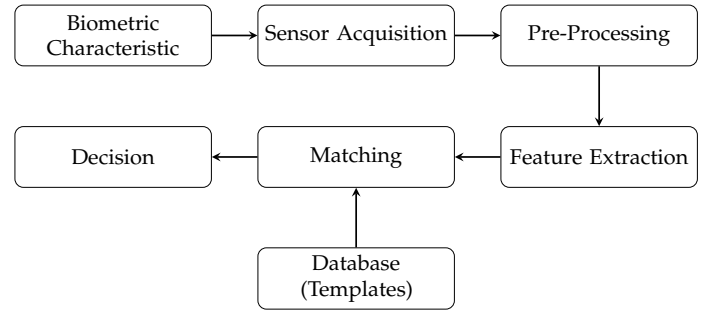 Biometric
Characteristic
Sensor Acquisition
Pre-Processing
Decision
Matching
Feature Extraction
Database
(Templates)